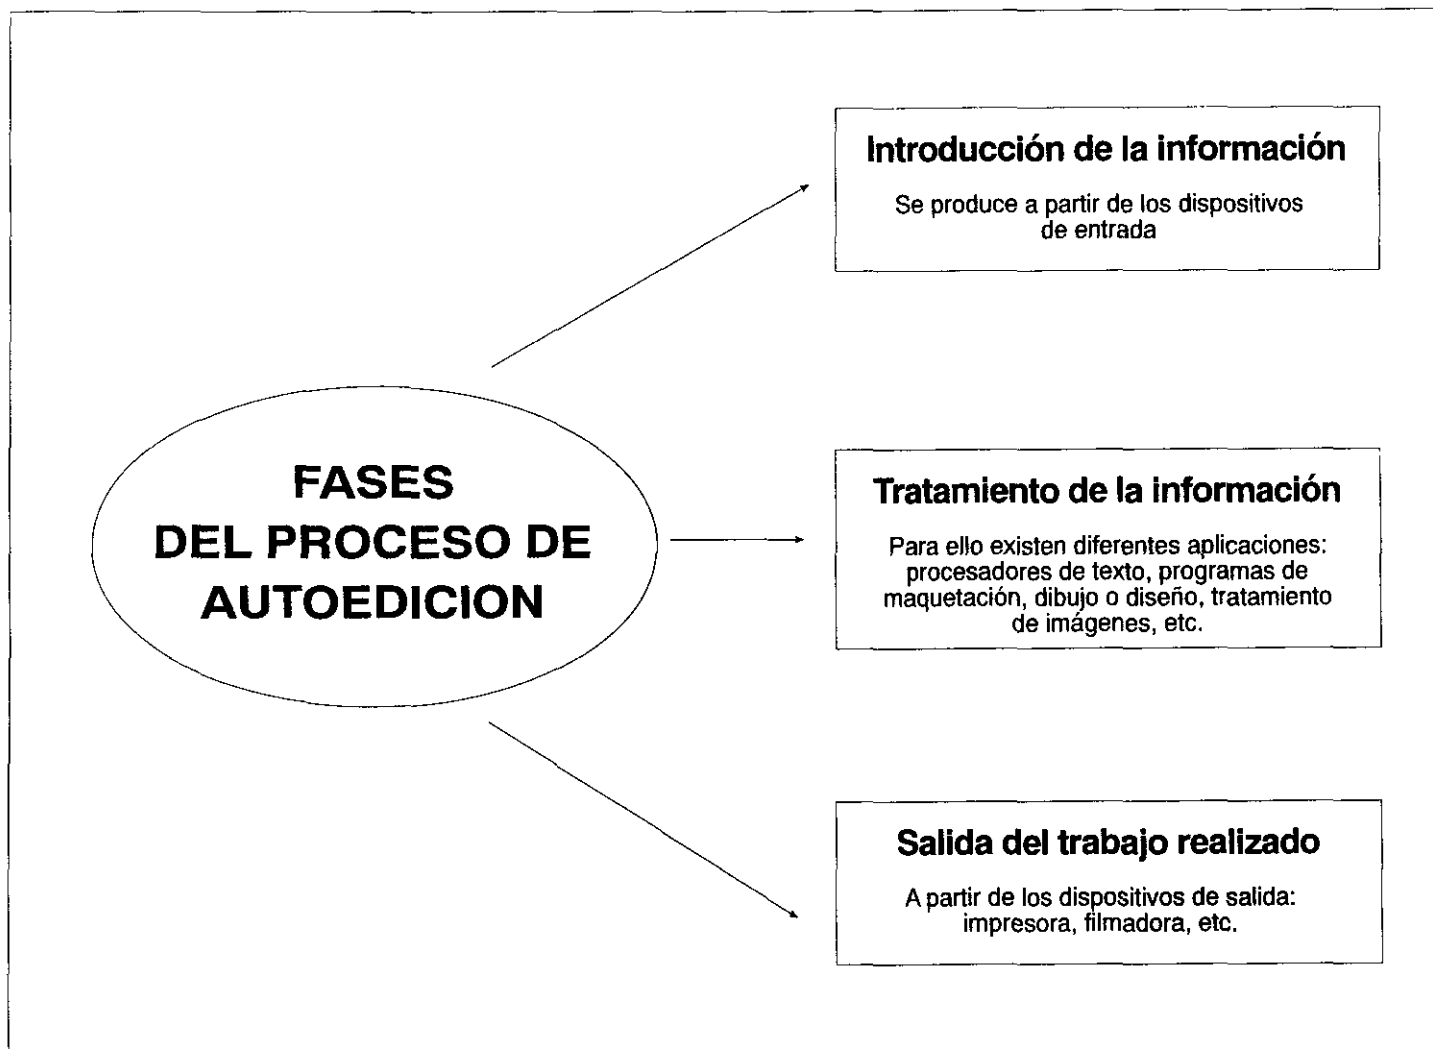 Introducción de la información
Se produce a partir de los dispositivos
de entrada
FASES
DEL PROCESO DE
AUTOEDICION
Tratamiento de la información
Para ello existen diferentes aplicaciones:
procesadores de texto, programas de
maquetación, dibujo o diseño, tratamiento
de imágenes, etc.
Salida del trabajo realizado
A partir de los dispositivos de salida:
impresora, filmadora, etc.